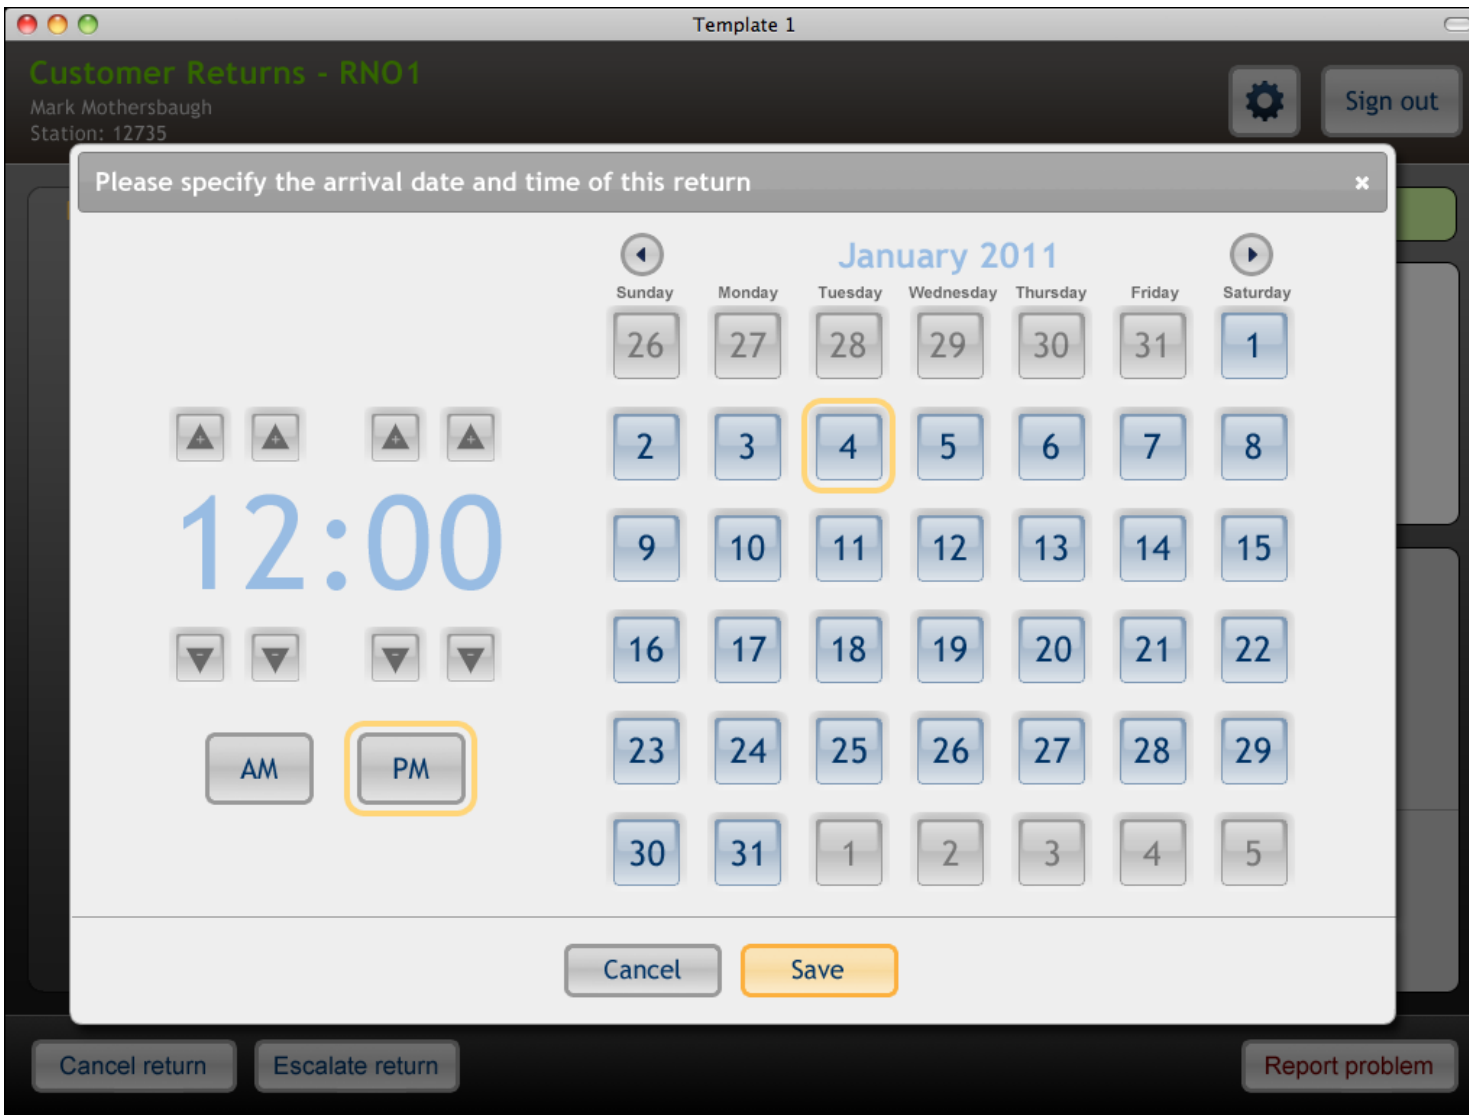 Template 1
Customer Returns - RNO1
Mark Mothersbaugh
Station: 12735
Sign out
Please specify the arrival date and time of this return
January 2011
Sunday Monday Tuesday Wednesday Thursday Friday Saturday
26 27 28 29 30 31 1
2 3 4 5 6 7 8
9 10 11 12 13 14 15
16 17 18 19 20 21 22
23 24 25 26 27 28 29
30 31 1 2 3 4 5
12:00
AM PM
Cancel Save
Cancel return Escalate return Report problem